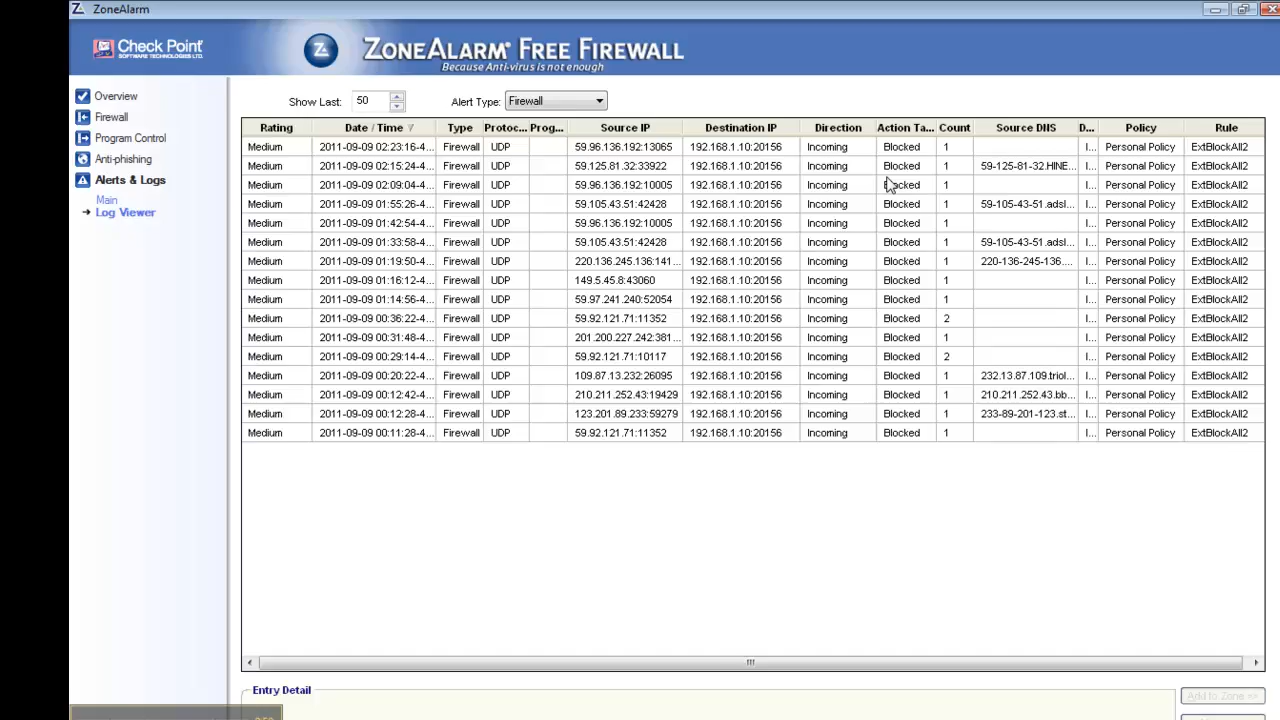 ZoneAlarm
Check Point
SOFTWARE TECHNOLOGIES LTD.
ZONEALARM® FREE FIREWALL
Because Anti-virus is not enough
Overview
Firewall
Program Control
Anti-phishing
Alerts & Logs
Main
Log Viewer
Show Last: 50 Alert Type: Firewall
Rating Date / Time Type Protoc... Prog... Source IP Destination IP Direction Action Ta... Count Source DNS D... Policy Rule
Medium 2011-09-09 02:23:16-4... Firewall UDP 59.96.136.192:13065 192.168.1.10:20156 Incoming Blocked 1 I... Personal Policy ExtBlockAll2
Medium 2011-09-09 02:15:24-4... Firewall UDP 59.125.81.32:33922 192.168.1.10:20156 Incoming Blocked 1 59-125-81-32.HINE... I... Personal Policy ExtBlockAll2
Medium 2011-09-09 02:09:04-4... Firewall UDP 59.96.136.192:10005 192.168.1.10:20156 Incoming Blocked 1 I... Personal Policy ExtBlockAll2
Medium 2011-09-09 01:55:26-4... Firewall UDP 59.105.43.51:42428 192.168.1.10:20156 Incoming Blocked 1 59-105-43-51.adsl... I... Personal Policy ExtBlockAll2
Medium 2011-09-09 01:42:54-4... Firewall UDP 59.96.136.192:10005 192.168.1.10:20156 Incoming Blocked 1 I... Personal Policy ExtBlockAll2
Medium 2011-09-09 01:33:58-4... Firewall UDP 59.105.43.51:42428 192.168.1.10:20156 Incoming Blocked 1 59-105-43-51.adsl... I... Personal Policy ExtBlockAll2
Medium 2011-09-09 01:19:50-4... Firewall UDP 220.136.245.136:141... 192.168.1.10:20156 Incoming Blocked 1 220-136-245-136.... I... Personal Policy ExtBlockAll2
Medium 2011-09-09 01:16:12-4... Firewall UDP 149.5.45.8:43060 192.168.1.10:20156 Incoming Blocked 1 I... Personal Policy ExtBlockAll2
Medium 2011-09-09 01:14:56-4... Firewall UDP 59.97.241.240:52054 192.168.1.10:20156 Incoming Blocked 1 I... Personal Policy ExtBlockAll2
Medium 2011-09-09 00:36:22-4... Firewall UDP 59.92.121.71:11352 192.168.1.10:20156 Incoming Blocked 2 I... Personal Policy ExtBlockAll2
Medium 2011-09-09 00:31:48-4... Firewall UDP 201.200.227.242:381... 192.168.1.10:20156 Incoming Blocked 1 I... Personal Policy ExtBlockAll2
Medium 2011-09-09 00:29:14-4... Firewall UDP 59.92.121.71:10117 192.168.1.10:20156 Incoming Blocked 2 I... Personal Policy ExtBlockAll2
Medium 2011-09-09 00:20:22-4... Firewall UDP 109.87.13.232:26095 192.168.1.10:20156 Incoming Blocked 1 232.13.87.109.triol... I... Personal Policy ExtBlockAll2
Medium 2011-09-09 00:12:42-4... Firewall UDP 210.211.252.43:19429 192.168.1.10:20156 Incoming Blocked 1 210.211.252.43.bb... I... Personal Policy ExtBlockAll2
Medium 2011-09-09 00:12:28-4... Firewall UDP 123.201.89.233:59279 192.168.1.10:20156 Incoming Blocked 1 233-89-201-123.st... I... Personal Policy ExtBlockAll2
Medium 2011-09-09 00:11:28-4... Firewall UDP 59.92.121.71:11352 192.168.1.10:20156 Incoming Blocked 1 I... Personal Policy ExtBlockAll2
Entry Detail
Add to Zone >>